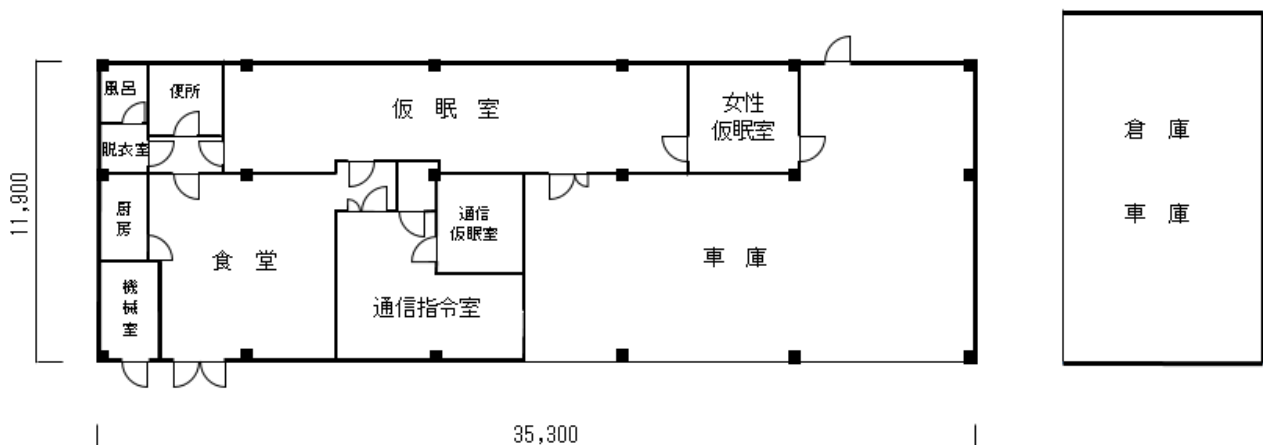 風呂
便所
仮眠室
女性
仮眠室
脱衣室
厨
房
食堂
通信
仮眠室
車庫
機
械
室
通信指令室
倉庫
車庫
11,900
35,300